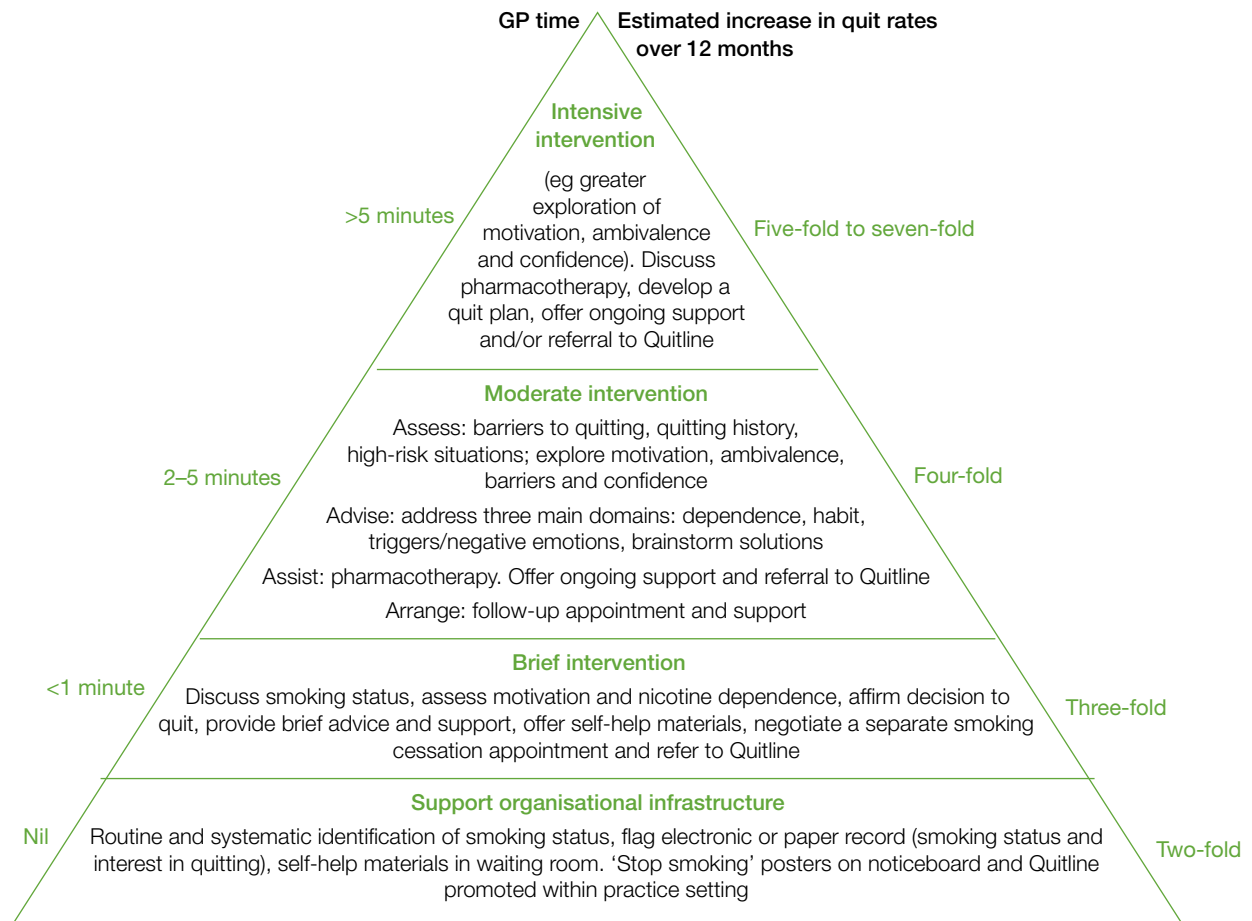 GP time
Estimated increase in quit rates
over 12 months
Intensive
intervention
(eg greater
exploration of
motivation, ambivalence
and confidence). Discuss
pharmacotherapy, develop a
quit plan, offer ongoing support
and/or referral to Quitline
>5 minutes
Five-fold to seven-fold
Moderate intervention
Assess: barriers to quitting, quitting history,
high-risk situations; explore motivation, ambivalence,
barriers and confidence
Advise: address three main domains: dependence, habit,
triggers/negative emotions, brainstorm solutions
Assist: pharmacotherapy. Offer ongoing support and referral to Quitline
Arrange: follow-up appointment and support
2–5 minutes
Four-fold
Brief intervention
Discuss smoking status, assess motivation and nicotine dependence, affirm decision to
quit, provide brief advice and support, offer self-help materials, negotiate a separate smoking
cessation appointment and refer to Quitline
<1 minute
Three-fold
Support organisational infrastructure
Routine and systematic identification of smoking status, flag electronic or paper record (smoking status and
interest in quitting), self-help materials in waiting room. ‘Stop smoking’ posters on noticeboard and Quitline
promoted within practice setting
Nil
Two-fold